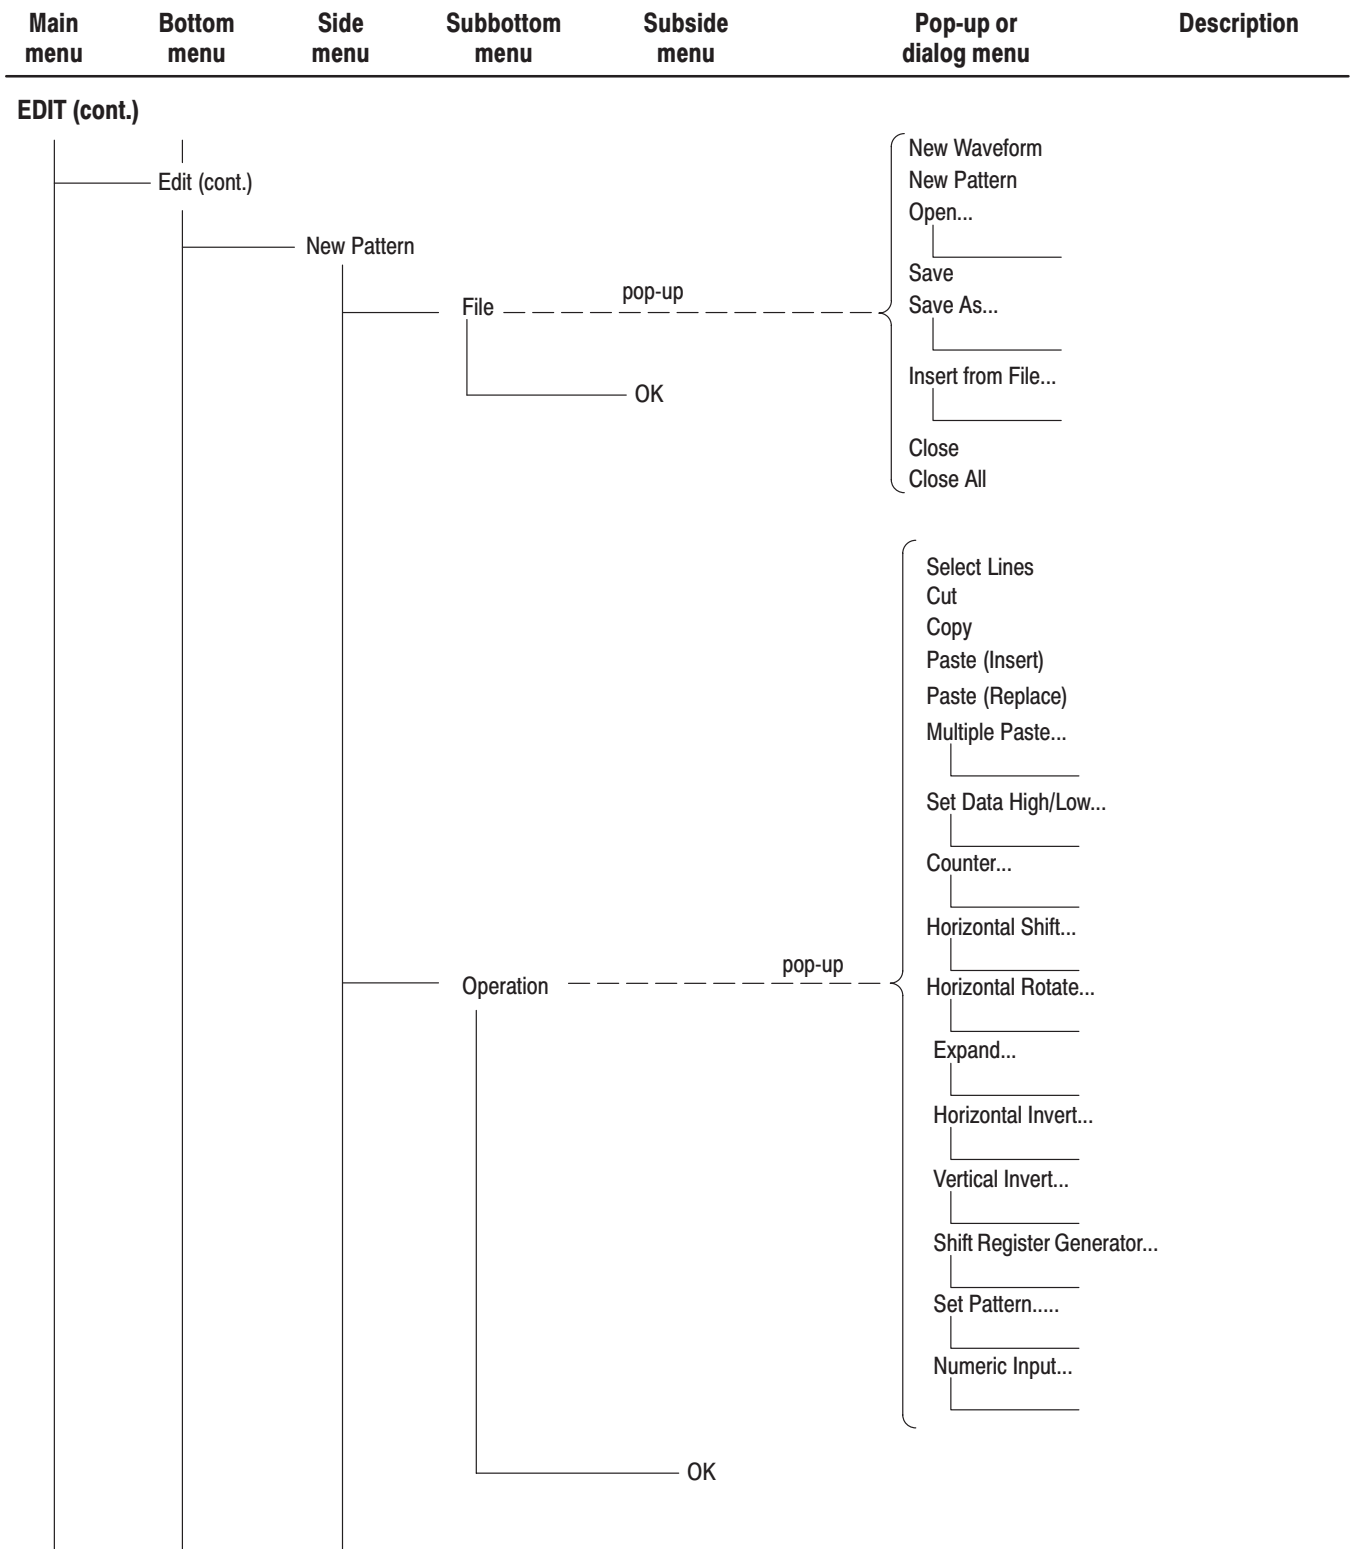 Main menu
Bottom menu
Side menu
Subbottom menu
Subside menu
Pop-up or dialog menu
Description
EDIT (cont.)
Edit (cont.)
New Pattern
File
pop-up
OK
New Waveform
New Pattern
Open...
Save
Save As...
Insert from File...
Close
Close All
Operation
pop-up
Select Lines
Cut
Copy
Paste (Insert)
Paste (Replace)
Multiple Paste...
Set Data High/Low...
Counter...
Horizontal Shift...
Horizontal Rotate...
Expand...
Horizontal Invert...
Vertical Invert...
Shift Register Generator...
Set Pattern.....
Numeric Input...
OK